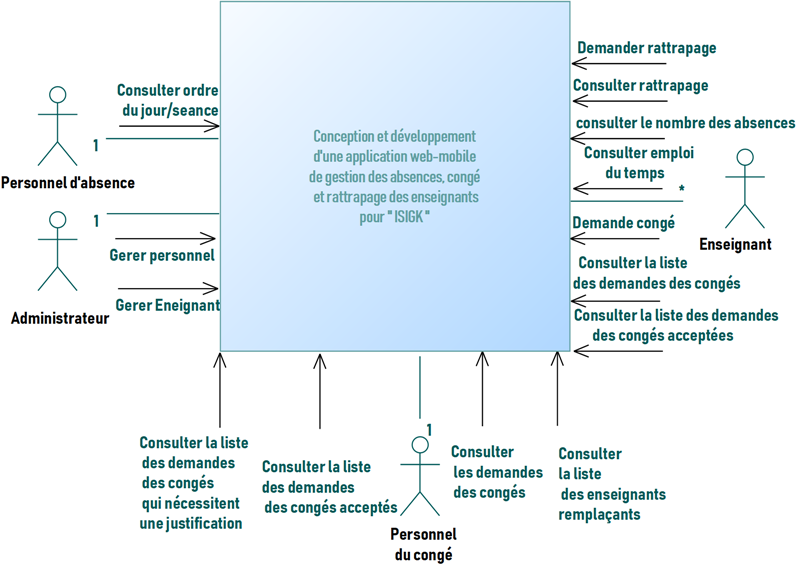 Demander rattrapage
Consulter rattrapage
consulter le nombre des absences
Consulter emploi
du temps
*
Enseignant
Demande congé
Consulter la liste
des demandes des congés
Consulter la liste des demandes
des congés acceptées
Consulter ordre
du jour/seance
1
Personnel d'absence
1
Gerer personnel
Gerer Eneignant
Administrateur
Conception et développement
d'une application web-mobile
de gestion des absences, congé
et rattrapage des enseignants
pour " ISIGK "
Consulter la liste
des demandes
des congés
qui nécessitent
une justification
Consulter la liste
des demandes
des congés acceptés
1
Personnel
du congé
Consulter
les demandes
des congés
Consulter
la liste
des enseignants
remplaçants